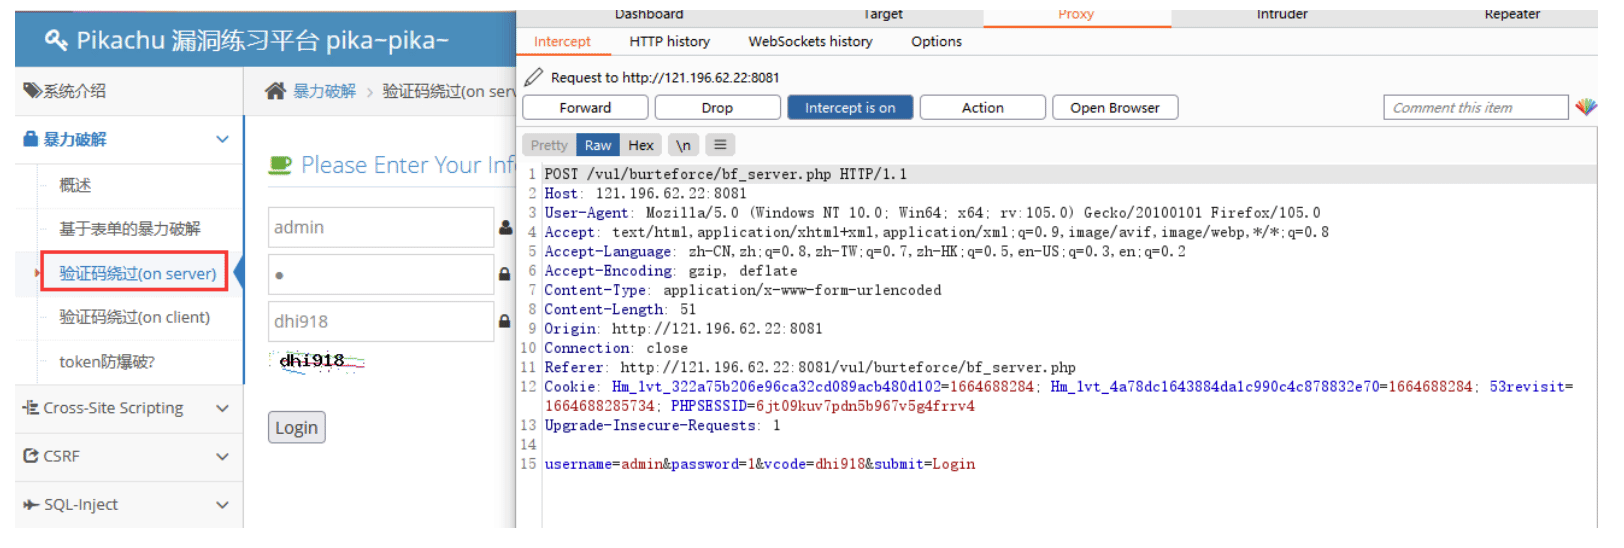 Pikachu 漏洞练习平台 pika~pika~
系统介绍
暴力破解
概述
基于表单的暴力破解
验证码绕过(on server)
验证码绕过(on client)
token防爆破?
Cross-Site Scripting
CSRF
SQL-Inject
暴力破解 > 验证码绕过(on serv
Please Enter Your Inf
admin
dhi918
dhi918
Login
Dashboard Target Proxy Intruder Repeater
Intercept HTTP history WebSockets history Options
Request to http://121.196.62.22:8081
Forward Drop Intercept is on Action Open Browser Comment this item
Pretty Raw Hex \n
1 POST /vul/burteforce/bf_server.php HTTP/1.1
2 Host: 121.196.62.22:8081
3 User-Agent: Mozilla/5.0 (Windows NT 10.0; Win64; x64; rv:105.0) Gecko/20100101 Firefox/105.0
4 Accept: text/html,application/xhtml+xml,application/xml;q=0.9,image/avif,image/webp,*/*;q=0.8
5 Accept-Language: zh-CN,zh;q=0.8,zh-TW;q=0.7,zh-HK;q=0.5,en-US;q=0.3,en;q=0.2
6 Accept-Encoding: gzip, deflate
7 Content-Type: application/x-www-form-urlencoded
8 Content-Length: 51
9 Origin: http://121.196.62.22:8081
10 Connection: close
11 Referer: http://121.196.62.22:8081/vul/burteforce/bf_server.php
12 Cookie: Hm_lvt_322a75b206e96ca32cd089acb480d102=1664688284; Hm_lvt_4a78dc1643884da1c990c4c878832e70=1664688284; 53revisit=
1664688285734; PHPSESSID=6jt09kuv7pdn5b967v5g4frrv4
13 Upgrade-Insecure-Requests: 1
14
15 username=admin&password=1&vcode=dhi918&submit=Login